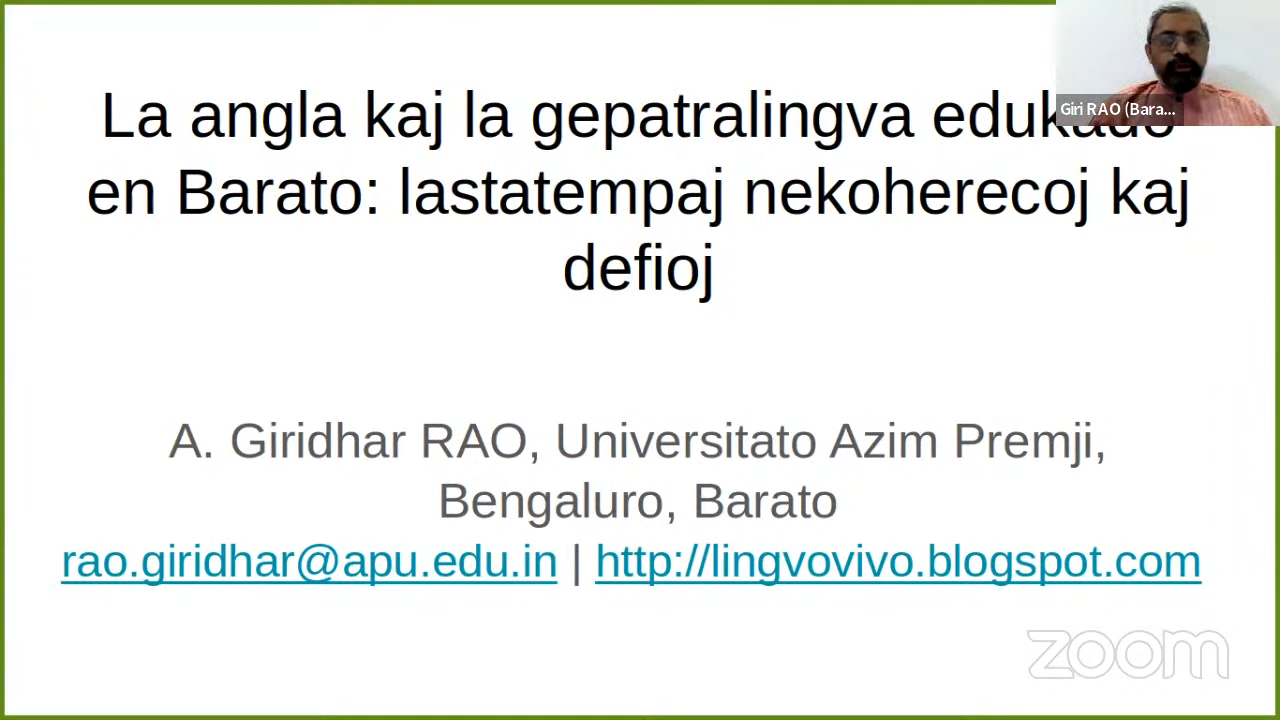 La angla kaj la gepatralingva edukado
en Barato: lastatempaj nekoherecoj kaj
defioj
Giri RAO (Bara...
A. Giridhar RAO, Universitato Azim Premji,
Bengaluro, Barato
rao.giridhar@apu.edu.in | http://lingvovivo.blogspot.com
zoom